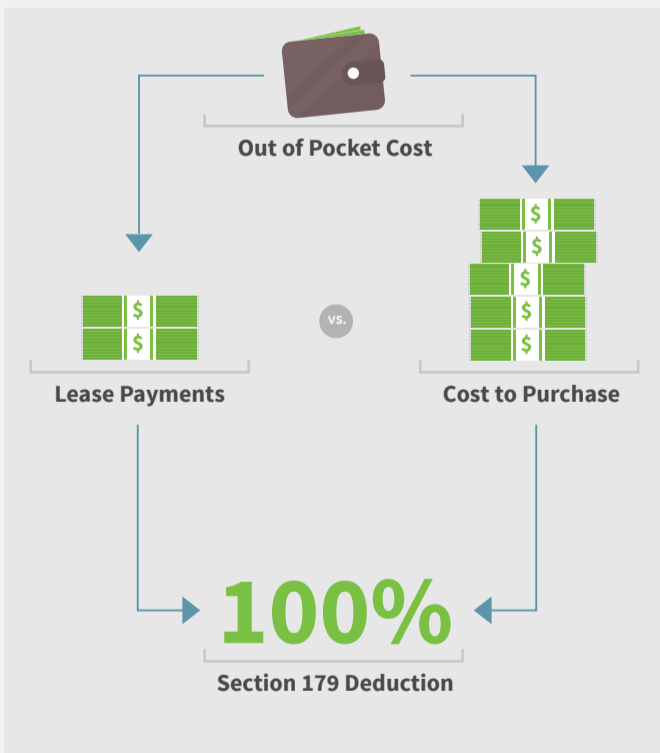 Out of Pocket Cost
$
$
$
$
$
$
$
vs.
Lease Payments
Cost to Purchase
100%
Section 179 Deduction